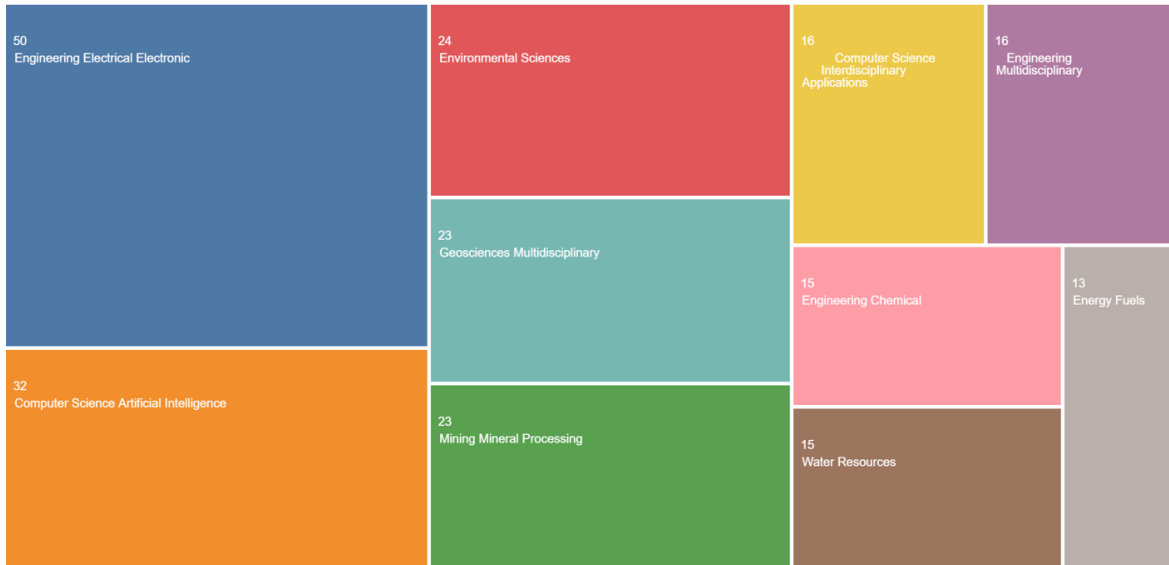 50
Engineering Electrical Electronic
32
Computer Science Artificial Intelligence
24
Environmental Sciences
23
Geosciences Multidisciplinary
23
Mining Mineral Processing
16
Computer Science
Interdisciplinary
Applications
16
Engineering
Multidisciplinary
15
Engineering Chemical
15
Water Resources
13
Energy Fuels